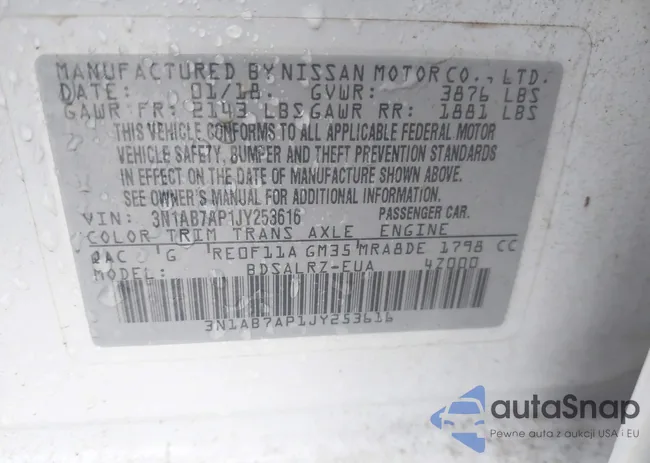 MANUFACTURED BY NISSAN MOTOR CO., LTD.
DATE: 01/18 GVWR: 3876 LBS
GAWR FR: 2143 LBS GAWR RR: 1881 LBS
THIS VEHICLE CONFORMS TO ALL APPLICABLE FEDERAL MOTOR
VEHICLE SAFETY, BUMPER AND THEFT PREVENTION STANDARDS
IN EFFECT ON THE DATE OF MANUFACTURE SHOWN ABOVE.
SEE OWNER'S MANUAL FOR ADDITIONAL INFORMATION.
VIN: 3N1AB7AP1JY253616 PASSENGER CAR.
COLOR TRIM TRANS AXLE ENGINE
QAC G RE0F11A GM35 MRA8DE 1798 CC
MODEL: BDSALRZ-EUA 4Z000
3N1AB7AP1JY253616
autaSnap
Pewne auta z aukcji USA i EU